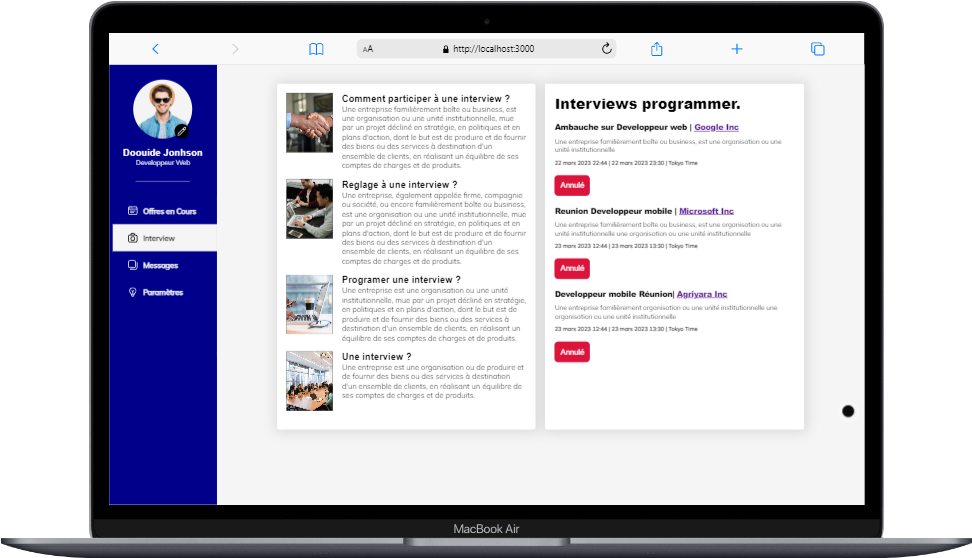 AA
http://localhost:3000
Doouide Jonhson
Developpeur Web
Offres en Cours
Interview
Messages
Paramètres
Comment participer à une interview ?
Une entreprise familièrement boîte ou business, est
une organisation ou une unité institutionnelle, mue
par un projet décliné en stratégie, en politiques et en
plans d'action, dont le but est de produire et de fournir
des biens ou des services à destination d'un
ensemble de clients, en réalisant un équilibre de ses
comptes de charges et de produits.
Reglage à une interview ?
Une entreprise, également appelée firme, compagnie
ou société, ou encore familièrement boîte ou business,
est une organisation ou une unité institutionnelle, mue
par un projet décliné en stratégie, en politiques et en
plans d'action, dont le but est de produire et de fournir
des biens ou des services à destination d'un
ensemble de clients, en réalisant un équilibre de ses
comptes de charges et de produits.
Programer une interview ?
Une entreprise est une organisation ou une unité
institutionnelle, mue par un projet décliné en stratégie,
en politiques et en plans d'action, dont le but est de
produire et de fournir des biens ou des services à
destination d'un ensemble de clients, en réalisant un
équilibre de ses comptes de charges et de produits.
Une interview ?
Une entreprise est une organisation ou de produire et
de fournir des biens ou des services à destination
d'un ensemble de clients, en réalisant un équilibre de
ses comptes de charges et de produits.
Interviews programmer.
Ambauche sur Developpeur web | Google Inc
Une entreprise familièrement boîte ou business, est une organisation ou une
unité institutionnelle
22 mars 2023 22:44 | 22 mars 2023 23:30 | Tokyo Time
Annulé
Reunion Developpeur mobile | Microsoft Inc
Une entreprise familièrement boîte ou business, est une organisation ou une
unité institutionnelle une organisation ou une unité institutionnelle
23 mars 2023 12:44 | 23 mars 2023 13:30 | Tokyo Time
Annulé
Developpeur mobile Réunion| Agriyara Inc
Une entreprise familièrement organisation ou une unité institutionnelle une
organisation ou une unité institutionnelle
23 mars 2023 12:44 | 23 mars 2023 13:30 | Tokyo Time
Annulé
MacBook Air